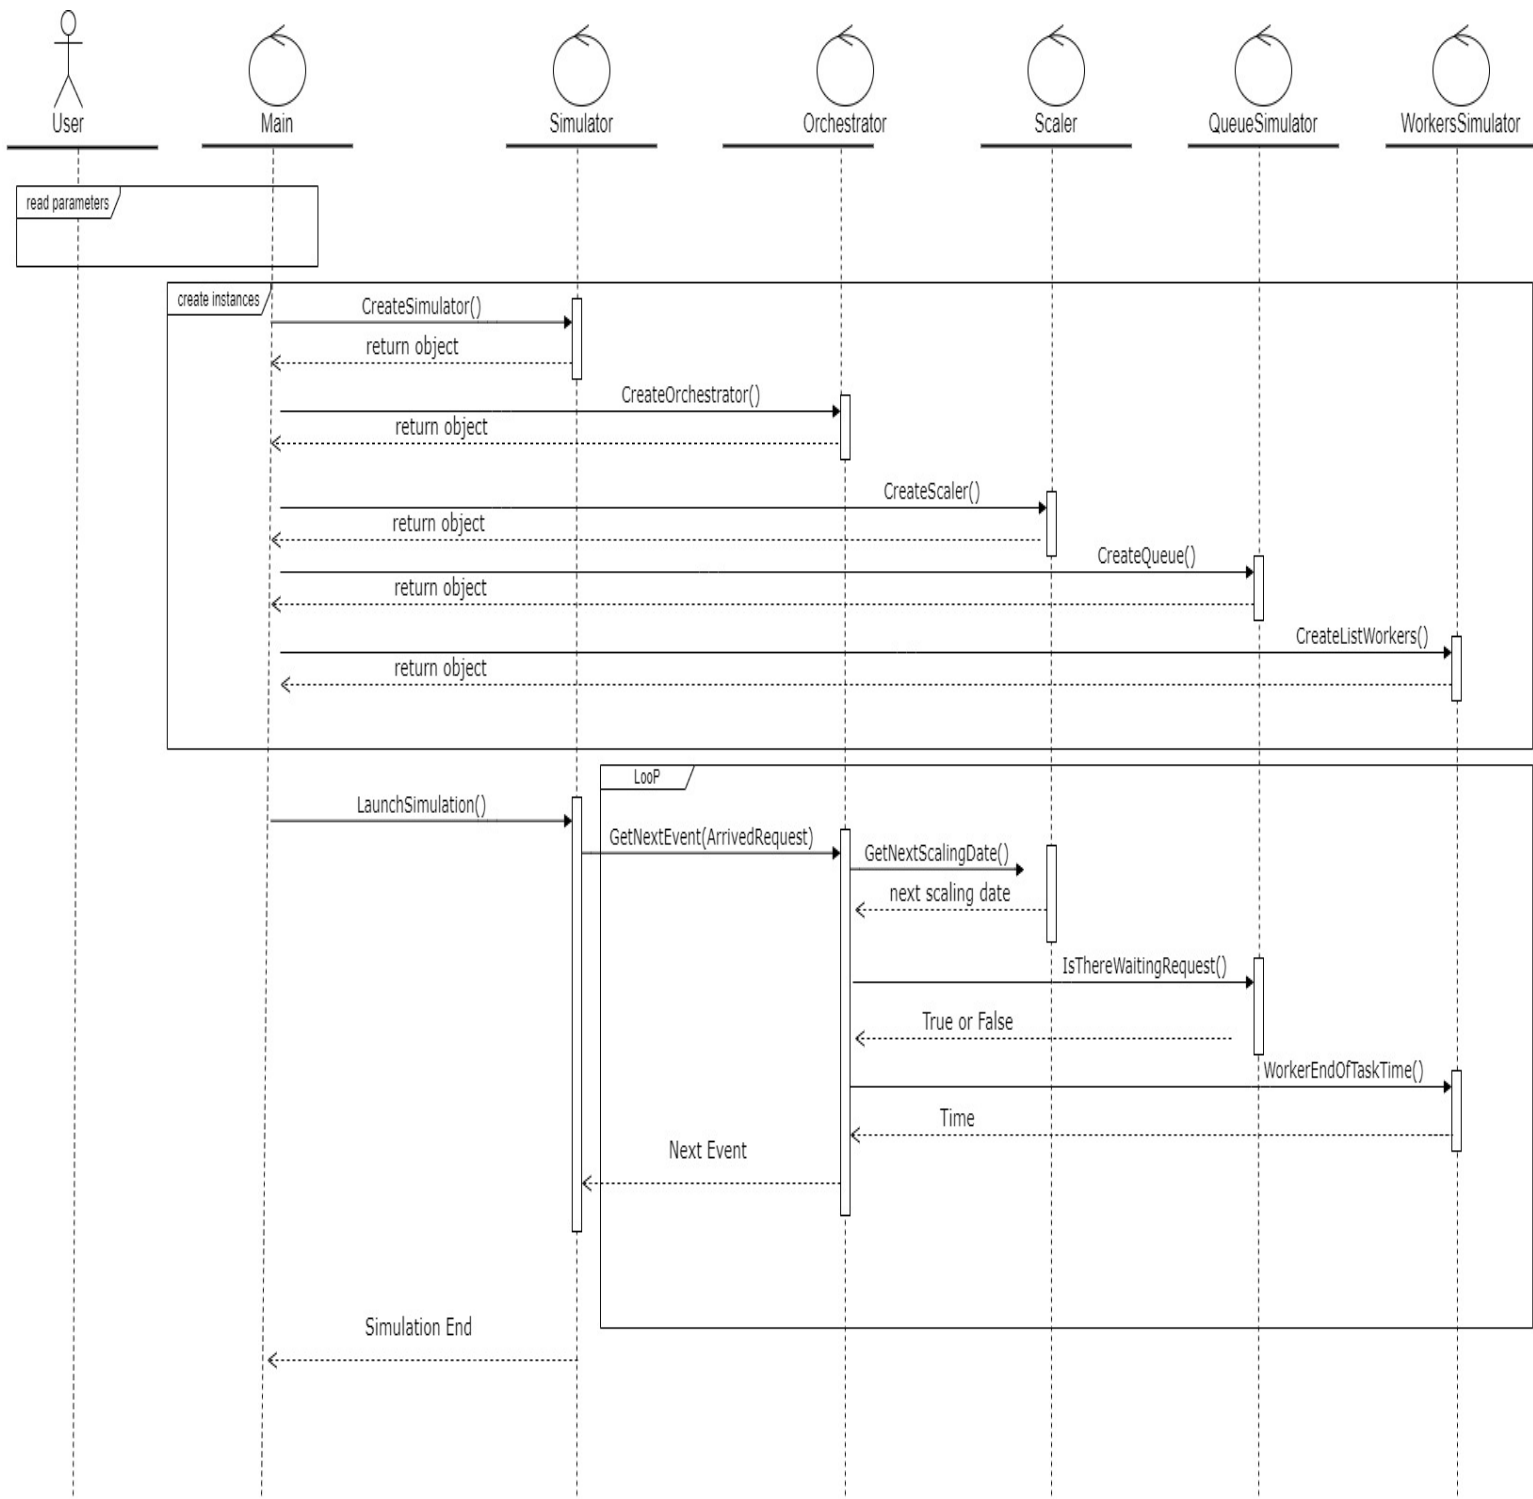 User
Main
Simulator
Orchestrator
Scaler
QueueSimulator
WorkersSimulator
read parameters
create instances
CreateSimulator()
return object
CreateOrchestrator()
return object
CreateScaler()
return object
CreateQueue()
return object
CreateListWorkers()
return object
LooP
LaunchSimulation()
GetNextEvent(ArrivedRequest)
GetNextScalingDate()
next scaling date
IsThereWaitingRequest()
True or False
WorkerEndOfTaskTime()
Time
Next Event
Simulation End